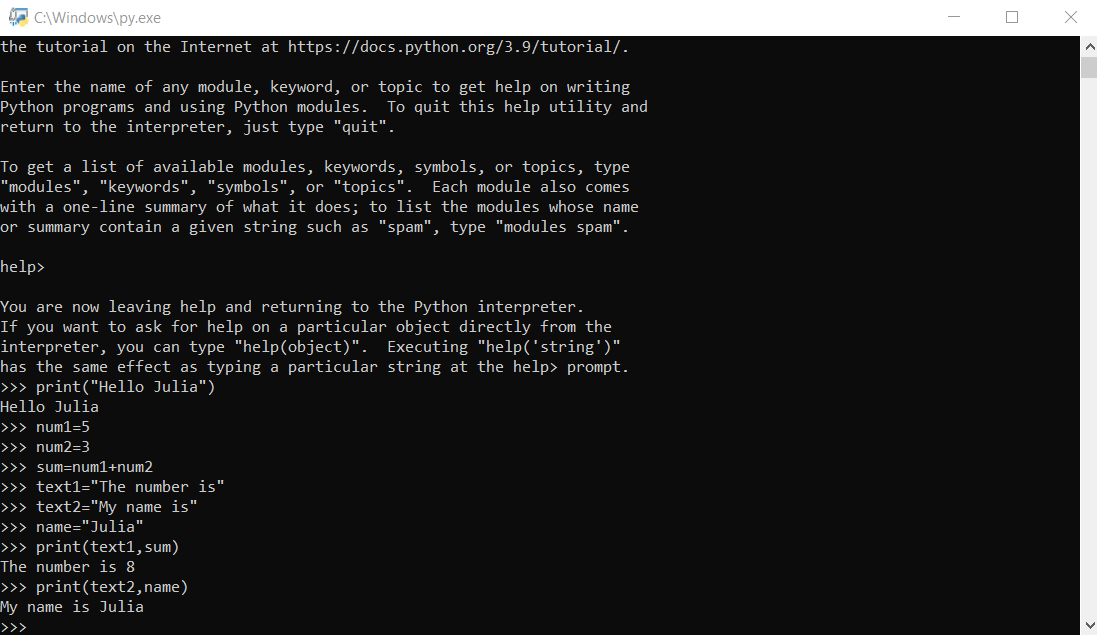 C:\Windows\py.exe
the tutorial on the Internet at https://docs.python.org/3.9/tutorial/.
Enter the name of any module, keyword, or topic to get help on writing
Python programs and using Python modules.  To quit this help utility and
return to the interpreter, just type "quit".
To get a list of available modules, keywords, symbols, or topics, type
"modules", "keywords", "symbols", or "topics".  Each module also comes
with a one-line summary of what it does; to list the modules whose name
or summary contain a given string such as "spam", type "modules spam".
help>
You are now leaving help and returning to the Python interpreter.
If you want to ask for help on a particular object directly from the
interpreter, you can type "help(object)".  Executing "help('string')"
has the same effect as typing a particular string at the help> prompt.
>>> print("Hello Julia")
Hello Julia
>>> num1=5
>>> num2=3
>>> sum=num1+num2
>>> text1="The number is"
>>> text2="My name is"
>>> name="Julia"
>>> print(text1,sum)
The number is 8
>>> print(text2,name)
My name is Julia
>>>